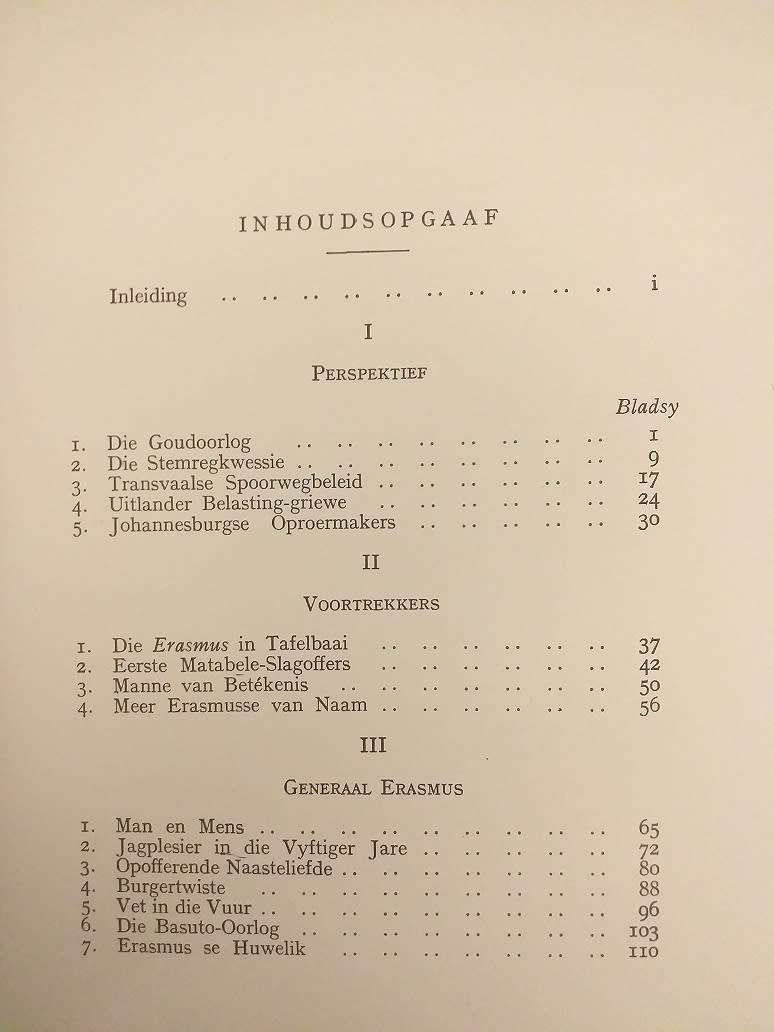 INHOUDSOPGAAF
Inleiding .. .. .. .. .. .. .. .. .. .. i
I
PERSPEKTIEF
Bladsy
1. Die Goudoorlog .. .. .. .. .. .. .. .. 1
2. Die Stemregkwessie .. .. .. .. .. .. .. .. 9
3. Transvaalse Spoorwegbeleid .. .. .. .. .. .. 17
4. Uitlander Belasting-griewe .. .. .. .. .. .. 24
5. Johannesburgse Oproermakers .. .. .. .. .. 30
II
VOORTREKKERS
1. Die Erasmus in Tafelbaai .. .. .. .. .. .. 37
2. Eerste Matabele-Slagoffers .. .. .. .. .. .. 42
3. Manne van Betékenis .. .. .. .. .. .. .. 50
4. Meer Erasmusse van Naam .. .. .. .. .. .. 56
III
GENERAAL ERASMUS
1. Man en Mens .. .. .. .. .. .. .. .. .. 65
2. Jagplesier in die Vyftiger Jare .. .. .. .. .. 72
3. Opofferende Naasteliefde .. .. .. .. .. .. .. 80
4. Burgertwiste .. .. .. .. .. .. .. .. .. 88
5. Vet in die Vuur .. .. .. .. .. .. .. .. .. 96
6. Die Basuto-Oorlog .. .. .. .. .. .. .. .. 103
7. Erasmus se Huwelik .. .. .. .. .. .. .. 110